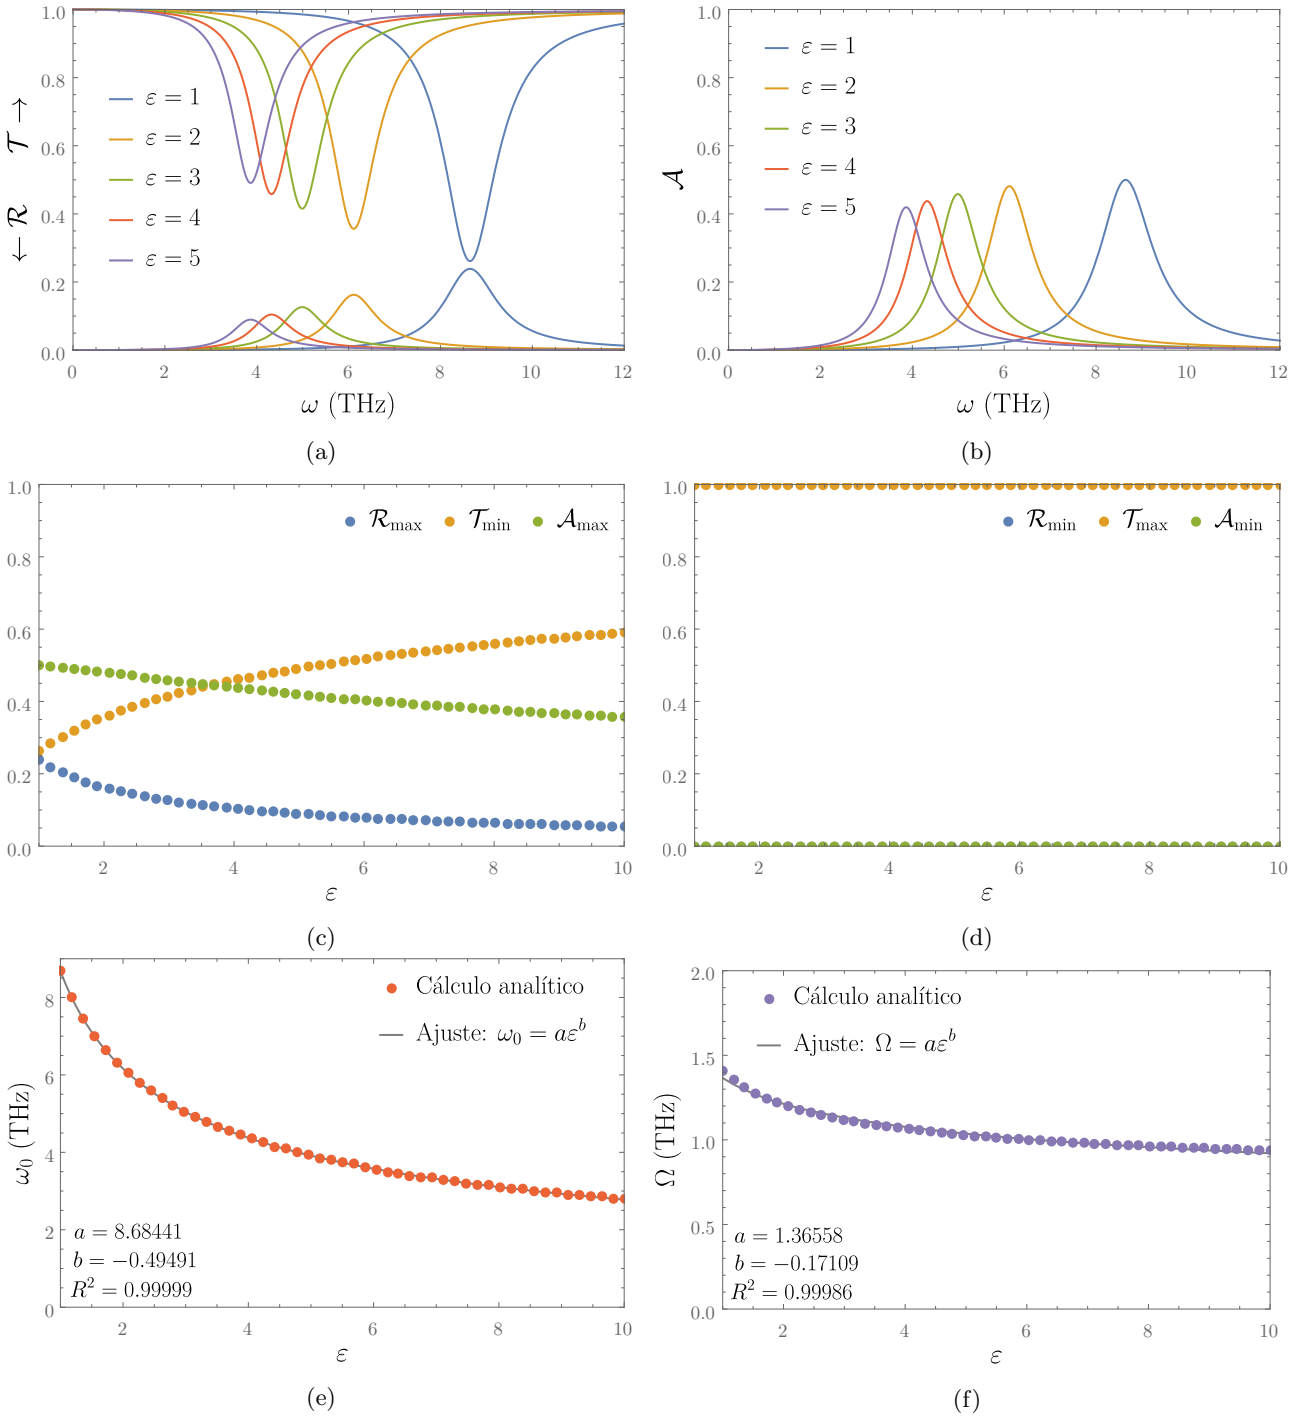 1.0
0.8
0.6
0.4
0.2
0.0
← ℛ 𝒯 →
ε = 1
ε = 2
ε = 3
ε = 4
ε = 5
0 2 4 6 8 10 12
ω (THz)
(a)
1.0
0.8
0.6
0.4
0.2
0.0
𝒜
ε = 1
ε = 2
ε = 3
ε = 4
ε = 5
0 2 4 6 8 10 12
ω (THz)
(b)
1.0
0.8
0.6
0.4
0.2
0.0
ℛmax 𝒯min 𝒜max
2 4 6 8 10
ε
(c)
1.0
0.8
0.6
0.4
0.2
0.0
ℛmin 𝒯max 𝒜min
2 4 6 8 10
ε
(d)
8
6
4
2
0
ω₀ (THz)
Cálculo analítico
Ajuste: ω₀ = aεᵇ
a = 8.68441
b = −0.49491
R² = 0.99999
2 4 6 8 10
ε
(e)
2.0
1.5
1.0
0.5
0.0
Ω (THz)
Cálculo analítico
Ajuste: Ω = aεᵇ
a = 1.36558
b = −0.17109
R² = 0.99986
2 4 6 8 10
ε
(f)